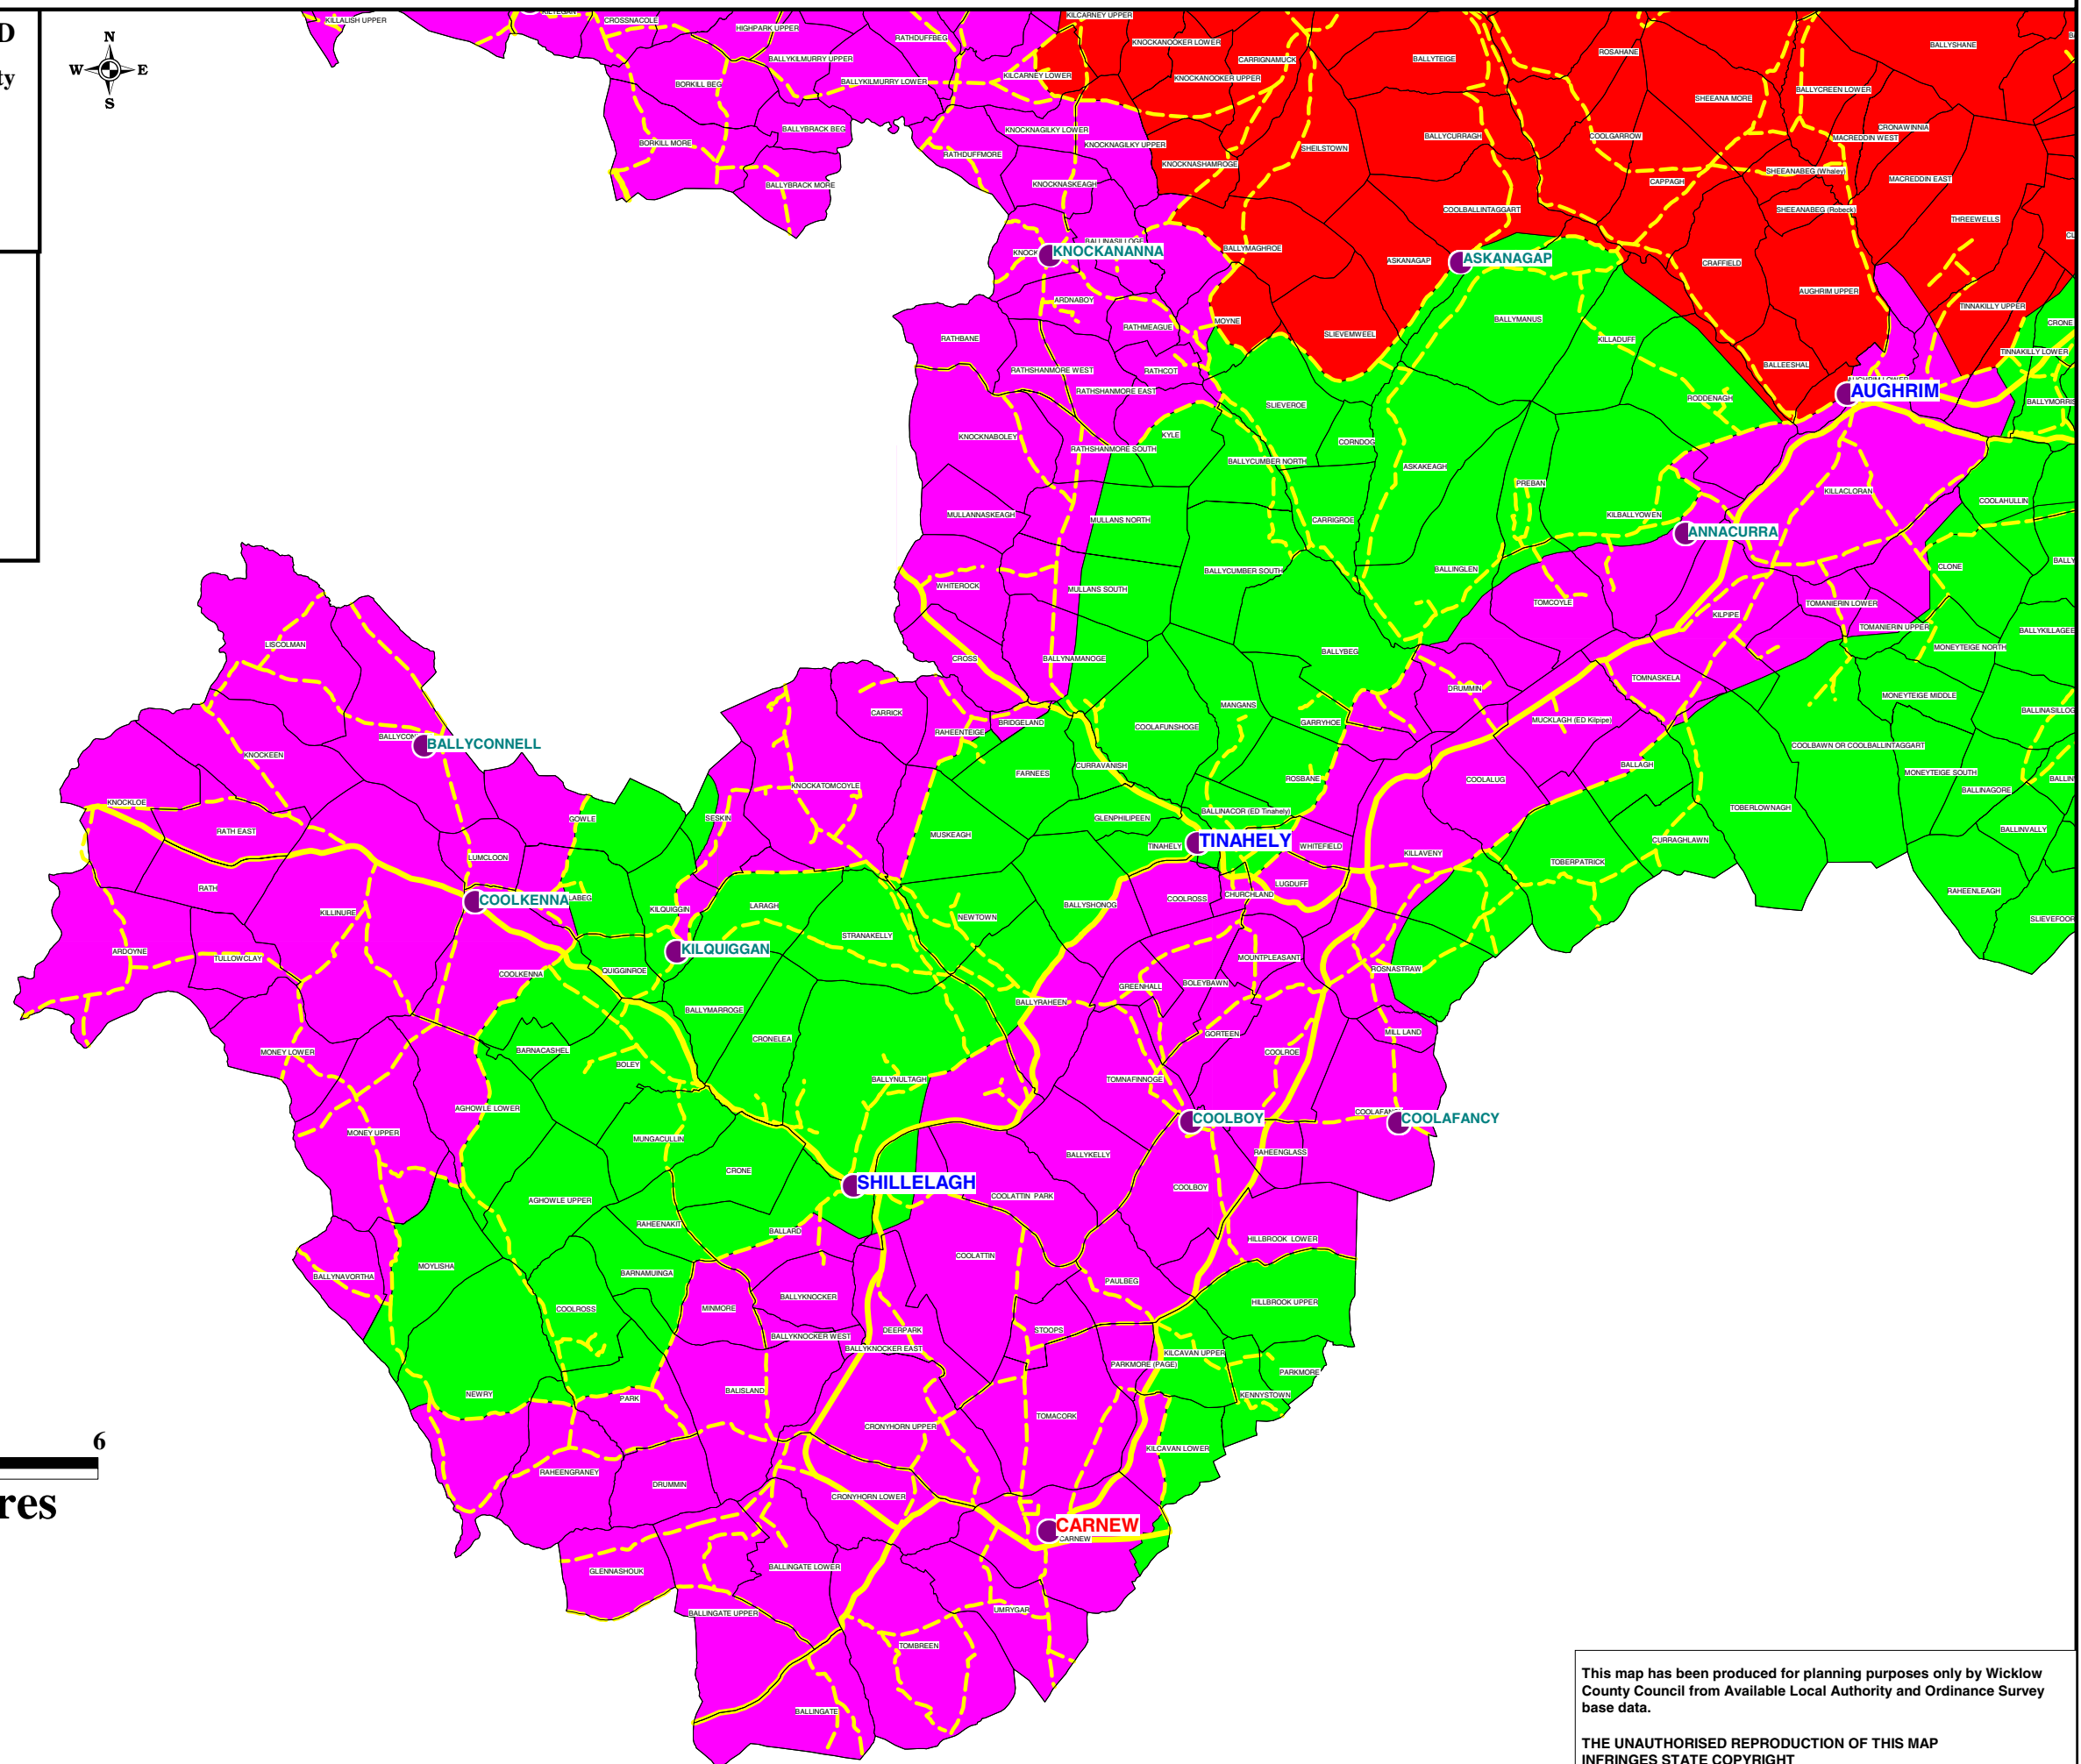 D
ty
N
W E
S
KILLALISH UPPER
CROSSNACOLE
HIGHPARK UPPER
RATHDUFFBEG
KILCARNEY UPPER
KNOCKANOOKER LOWER
CARRIGNAMUCK
BALLYTEIGE
ROSAHANE
BALLYSHANE
BALLYKILMURRY UPPER
BALLYKILMURRY LOWER
KILCARNEY LOWER
KNOCKANOOKER UPPER
BORKILL BEG
SHEEANA MORE
BALLYCREEN LOWER
BALLYBRACK BEG
KNOCKNAGILKY LOWER
KNOCKNAGILKY UPPER
BORKILL MORE
RATHDUFFMORE
SHEILSTOWN
BALLYCURRAGH
COOLGARROW
CRONAWINNIA
MACREDDIN WEST
KNOCKNASHAMROGE
BALLYBRACK MORE
KNOCKNASKEAGH
CAPPAGH
SHEEANABEG (Whaley)
MACREDDIN EAST
COOLBALLINTAGGART
SHEEANABEG (Robeck)
THREEWELLS
KNOCK
KNOCKANANNA
BALLYMAGHROE
ASKANAGAP
ASKANAGAP
CRAFFIELD
AUGHRIM UPPER
ARDNABOY
RATHMEAGUE
MOYNE
SLIEVEMWEEL
BALLYMANUS
KILLADUFF
TINNAKILLY UPPER
CRONE
RATHBANE
RATHSHANMORE WEST
RATHCOT
BALLEESHAL
TINNAKILLY LOWER
RATHSHANMORE EAST
SLIEVEROE
RODDENAGH
AUGHRIM
BALLYMORRIS
KNOCKNABOLEY
KYLE
RATHSHANMORE SOUTH
CORNDOG
BALLYCUMBER NORTH
ASKAKEAGH
PREBAN
KILLACLORAN
COOLAHULLIN
MULLANNASKEAGH
MULLANS NORTH
CARRIGROE
KILBALLYOWEN
ANNACURRA
WHITEROCK
MULLANS SOUTH
BALLYCUMBER SOUTH
BALLINGLEN
CLONE
BALLY
TOMCOYLE
KILPIPE
TOMANIERIN LOWER
TOMANIERIN UPPER
BALLYKILLAGEE
LISCOLMAN
CROSS
BALLYNAMANOGE
BALLYBEG
MONEYTEIGE NORTH
DRUMMIN
TOMNASKELA
MONEYTEIGE MIDDLE
CARRICK
RAHEENTEIGE
BRIDGELAND
COOLAFUNSHOGE
MANGANS
GARRYHOE
MUCKLAGH (ED Kilpipe)
BALLINASILLOG
BALLYCON
BALLYCONNELL
KNOCKEEN
FARNEES
CURRAVANISH
ROSBANE
COOLALUG
BALLAGH
COOLBAWN OR COOLBALLINTAGGART
MONEYTEIGE SOUTH
BALLINAGORE
KNOCKLOE
KNOCKATOMCOYLE
RATH EAST
GOWLE
SESKIN
MUSKEAGH
GLENPHILIPEEN
BALLINACOR (ED Tinahely)
TOBERLOWNAGH
BALLINVALLY
TINAHELY
TINAHELY
WHITEFIELD
KILLAVENY
TOBERPATRICK
CURRAGHLAWN
LUMCLOON
RATH
COOLKENNA
LABEG
KILLINURE
KILQUIGGIN
LARAGH
NEWTOWN
BALLYSHONOG
COOLROSS
CHURCHLAND
LUGDUFF
RAHEENLEAGH
SLIEVEFOOR
ARDOYNE
TULLOWCLAY
KILQUIGGAN
STRANAKELLY
COOLKENNA
QUIGGINROE
MOUNTPLEASANT
ROSNASTRAW
GREENHALL
BOLEYBAWN
BALLYMARROGE
BALLYRAHEEN
MONEY LOWER
BARNACASHEL
CRONELEA
GORTEEN
MILL LAND
BOLEY
COOLROE
BALLYNULTAGH
TOMNAFINNOGE
AGHOWLE LOWER
MONEY UPPER
MUNGACULLIN
COOLBOY
COOLAFANCY
BALLYKELLY
RAHEENGLASS
CRONE
SHILLELAGH
COOLATTIN PARK
COOLBOY
AGHOWLE UPPER
RAHEENAKIT
BALLARD
HILLBROOK LOWER
COOLATTIN
MOYLISHA
BALLYNAVORTHA
BARNAMUINGA
PAULBEG
MINMORE
BALLYKNOCKER
COOLROSS
HILLBROOK UPPER
DEERPARK
STOOPS
BALLYKNOCKER WEST
BALLYKNOCKER EAST
KILCAVAN UPPER
PARKMORE (PAGE)
PARKMORE
NEWRY
PARK
BALISLAND
KENNYSTOWN
CRONYHORN UPPER
TOMACORK
KILCAVAN LOWER
6
RAHEENGRANEY
DRUMMIN
CRONYHORN LOWER
res
CARNEW
CARNEW
GLENNASHOUK
BALLINGATE LOWER
BALLINGATE UPPER
UMRYGAR
TOMBREEN
BALLINGATE
This map has been produced for planning purposes only by Wicklow
County Council from Available Local Authority and Ordinance Survey
base data.
THE UNAUTHORISED REPRODUCTION OF THIS MAP
INFRINGES STATE COPYRIGHT